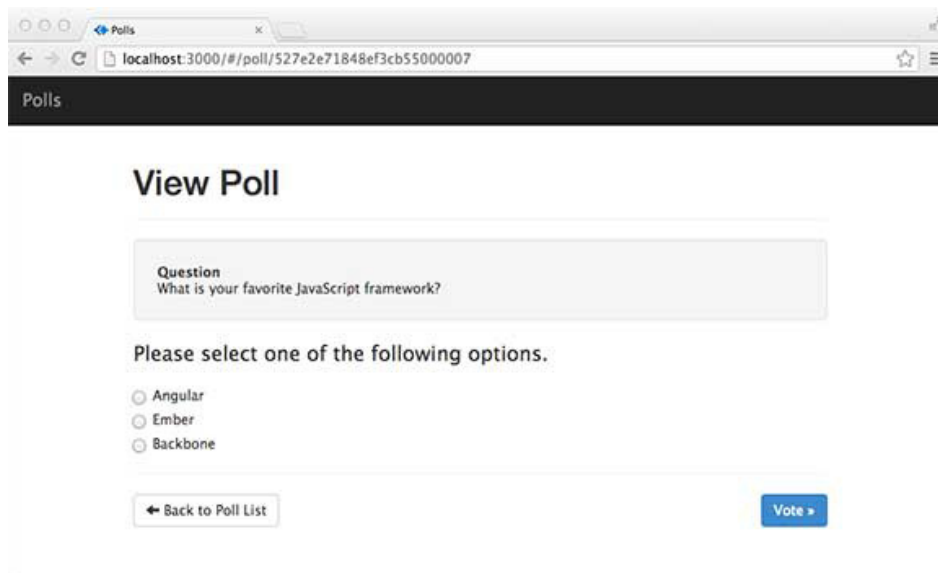 Polls
localhost:3000/#/poll/527e2e71848ef3cb55000007
Polls
View Poll
Question
What is your favorite JavaScript framework?
Please select one of the following options.
Angular
Ember
Backbone
Back to Poll List
Vote »